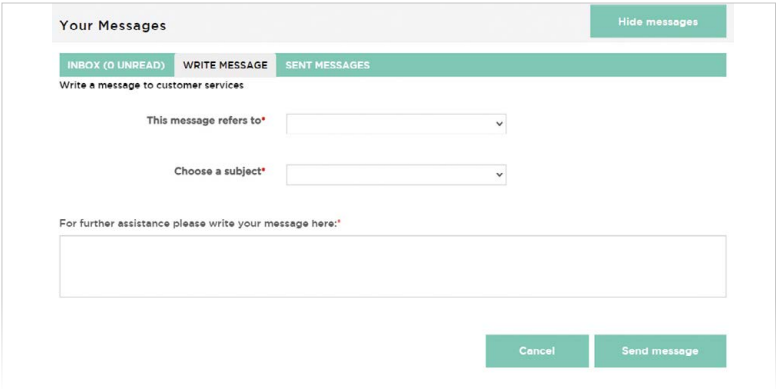 Your Messages
Hide messages
INBOX (0 UNREAD) WRITE MESSAGE SENT MESSAGES
Write a message to customer services
This message refers to*
Choose a subject*
For further assistance please write your message here:*
Cancel Send message